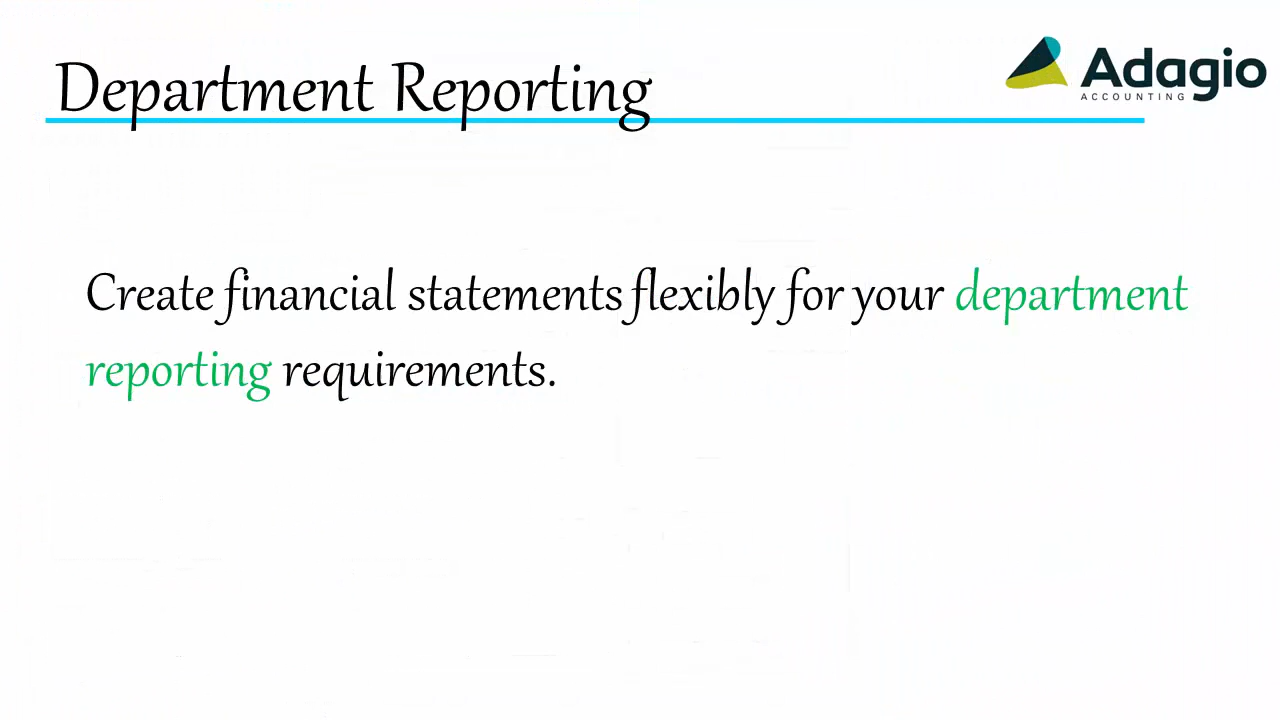 Department Reporting
Adagio
ACCOUNTING
Create financial statements flexibly for your department
reporting requirements.